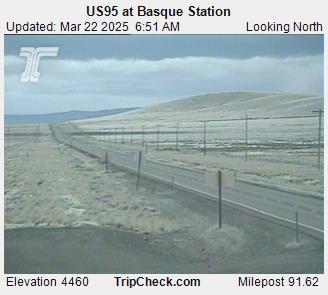 US95 at Basque Station
Updated: Mar 22 2025  6:51 AM
Looking North
Elevation 4460
TripCheck.com
Milepost 91.62